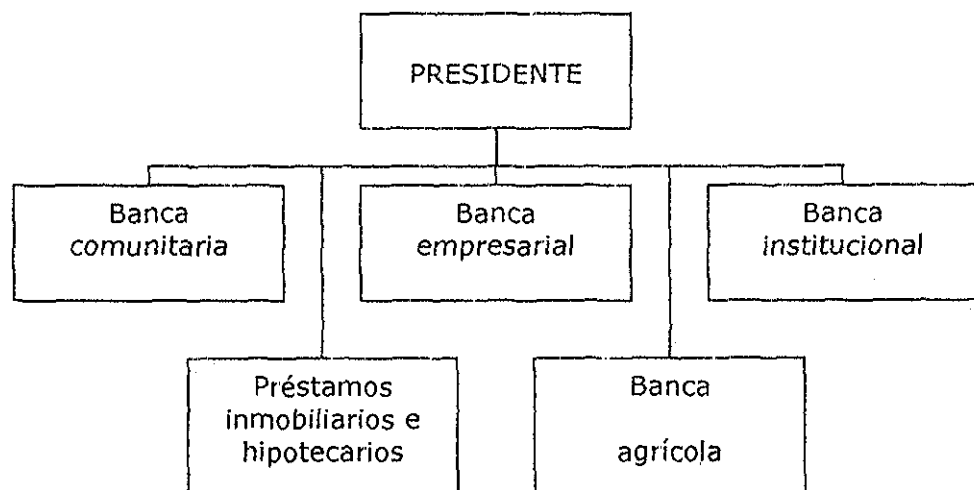 PRESIDENTE
Banca
comunitaria
Banca
empresarial
Banca
institucional
Préstamos
inmobiliarios e
hipotecarios
Banca
agrícola